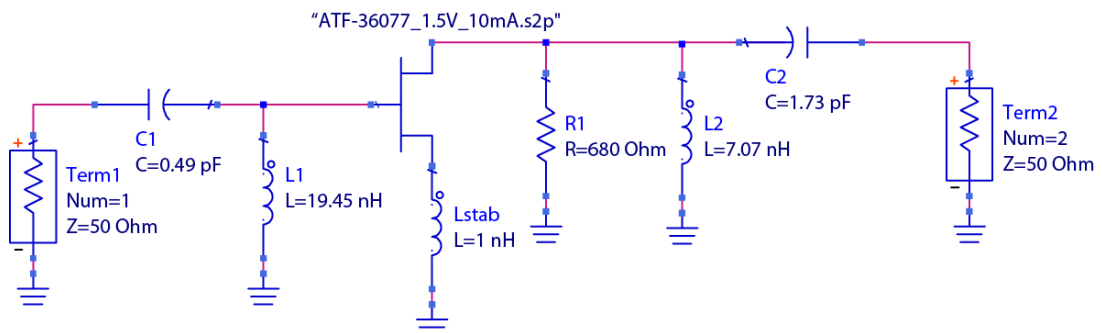 "ATF-36077_1.5V_10mA.s2p"
C1
C=0.49 pF
+
Term1
Num=1
Z=50 Ohm
−
L1
L=19.45 nH
Lstab
L=1 nH
R1
R=680 Ohm
L2
L=7.07 nH
C2
C=1.73 pF
+
Term2
Num=2
Z=50 Ohm
−